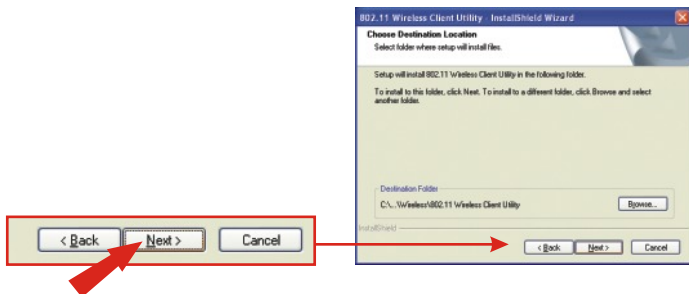 802.11 Wireless Client Utility - InstallShield Wizard
Choose Destination Location
Select folder where setup will install files.
Setup will install 802.11 Wireless Client Utility in the following folder.
To install to this folder, click Next. To install to a different folder, click Browse and select
another folder.
Destination Folder
C:\...\Wireless\802.11 Wireless Client Utility
Browse...
InstallShield
< Back Next > Cancel
< Back Next > Cancel